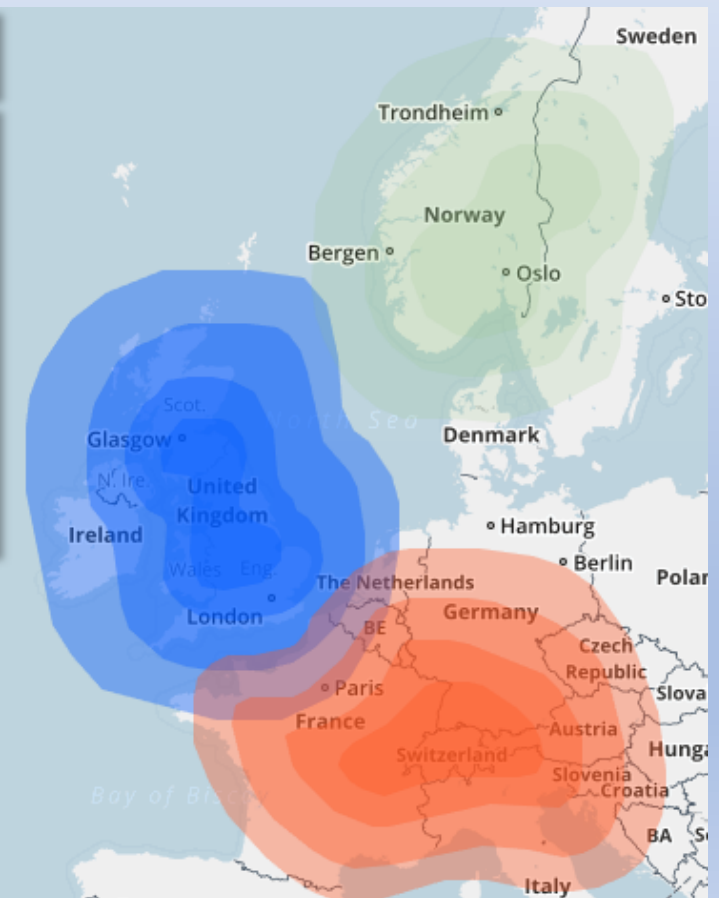 Sweden
Trondheim
Norway
Bergen
Oslo
Sto
Scot.
North Sea
Glasgow
Denmark
N. Ire.
United
Kingdom
Ireland
Hamburg
Berlin
Wales
Eng.
The Netherlands
Polar
London
Germany
BE
Czech
Republic
Paris
Slova
France
Austria
Hunga
Switzerland
Slovenia
Croatia
Bay of Biscay
BA
S
Italy